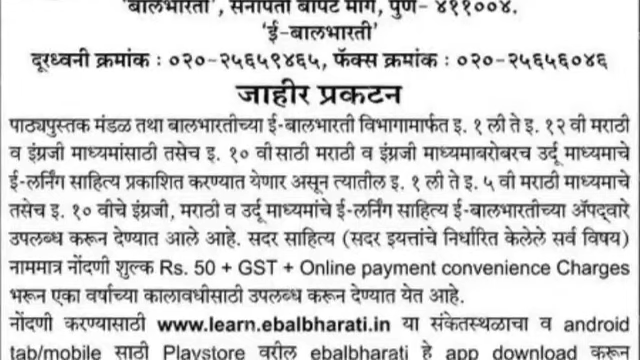 'बालभारती', सेनापती बापट मार्ग, पुणे- ४११००४.
'ई-बालभारती'
दूरध्वनी क्रमांक : ०२०-२५६५९४६५, फॅक्स क्रमांक : ०२०-२५६५६०४६
जाहीर प्रकटन
पाठ्यपुस्तक मंडळ तथा बालभारतीच्या ई-बालभारती विभागामार्फत इ. १ ली ते इ. १२ वी मराठी
व इंग्रजी माध्यमांसाठी तसेच इ. १० वी साठी मराठी व इंग्रजी माध्यमाबरोबरच उर्दू माध्यमाचे
ई-लर्निंग साहित्य प्रकाशित करण्यात येणार असून त्यातील इ. १ ली ते इ. ५ वी मराठी माध्यमाचे
तसेच इ. १० वीचे इंग्रजी, मराठी व उर्दू माध्यमांचे ई-लर्निंग साहित्य ई-बालभारतीच्या ॲपद्वारे
उपलब्ध करून देण्यात आले आहे. सदर साहित्य (सदर इयत्तांचे निर्धारित केलेले सर्व विषय)
नाममात्र नोंदणी शुल्क Rs. 50 + GST + Online payment convenience Charges
भरून एका वर्षाच्या कालावधीसाठी उपलब्ध करून देण्यात येत आहे.
नोंदणी करण्यासाठी www.learn.ebalbharati.in या संकेतस्थळाचा व android
tab/mobile साठी Playstore वरील ebalbharati हे app download करून